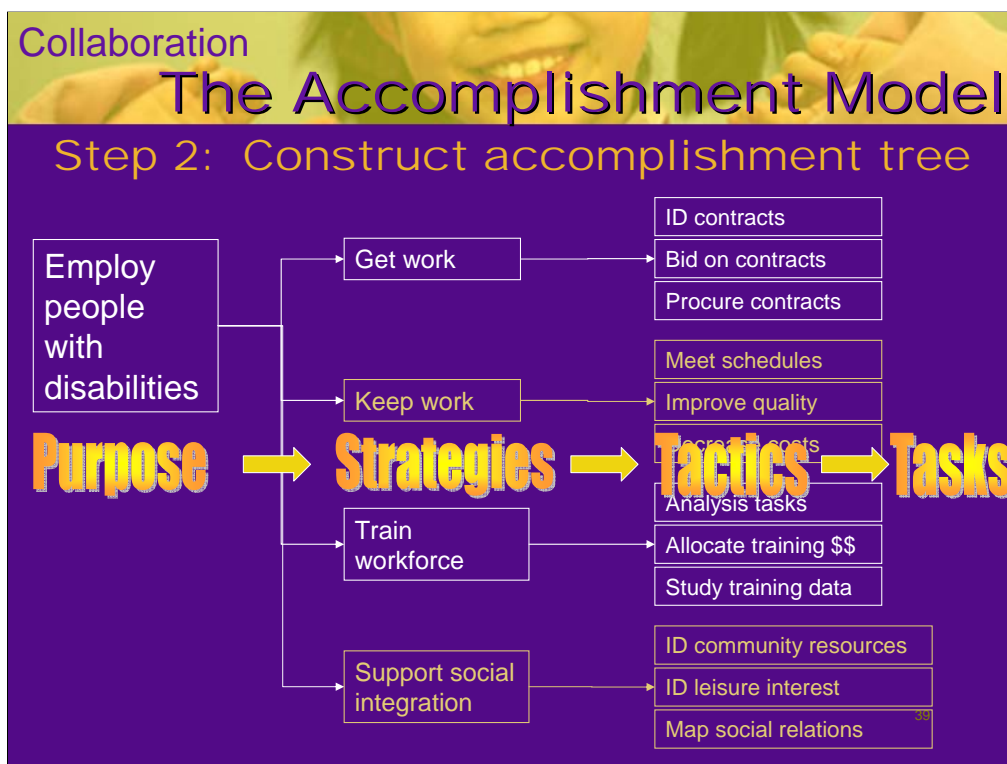 Collaboration
The Accomplishment Model
Step 2: Construct accomplishment tree
Employ
people
with
disabilities
Get work
ID contracts
Bid on contracts
Procure contracts
Keep work
Meet schedules
Improve quality
Decrease costs
Purpose
Strategies
Tactics
Tasks
Train
workforce
Analysis tasks
Allocate training $$
Study training data
Support social
integration
ID community resources
ID leisure interest
Map social relations
39